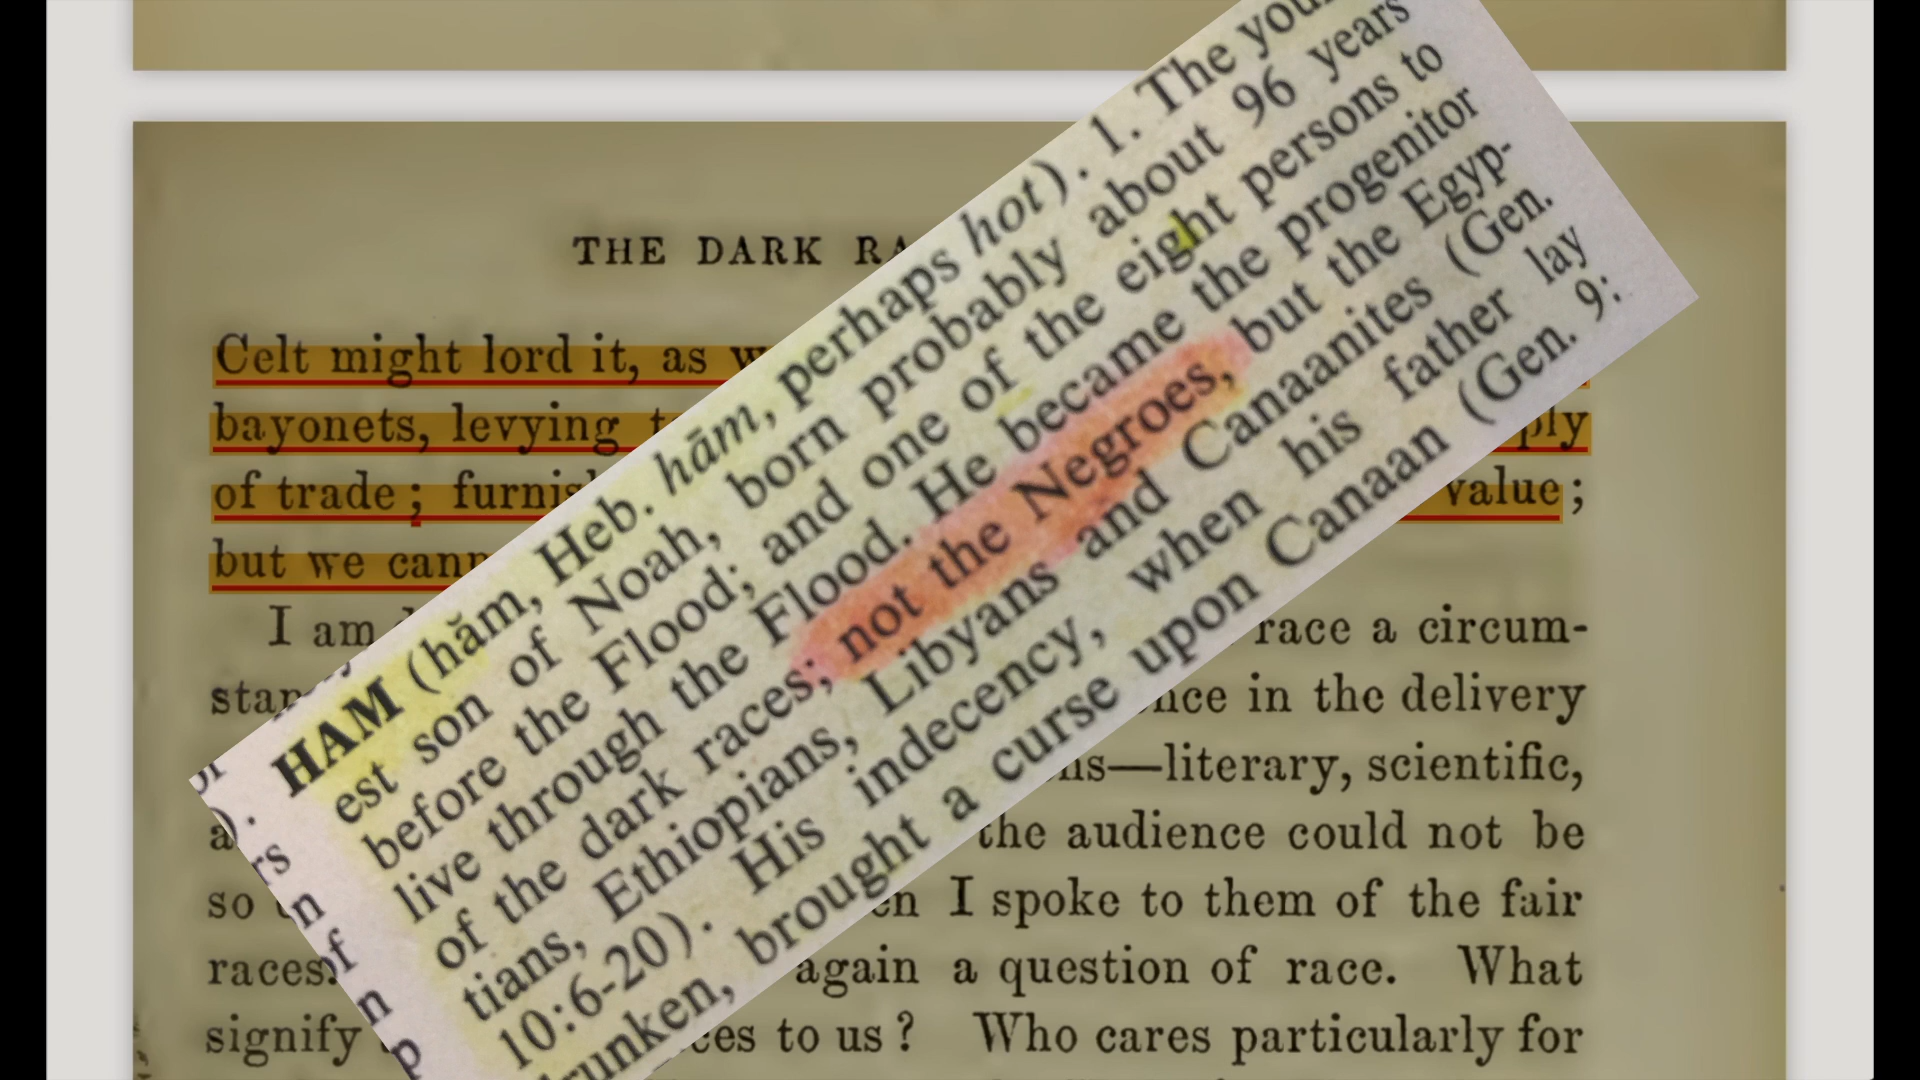 THE DARK RA
Celt might lord it, as w
bayonets, levying t
ply
of trade; furnis
value;
but we cann
I am
race a circum-
stan
nce in the delivery
ns—literary, scientific,
a
the audience could not be
so
en I spoke to them of the fair
races.
again a question of race. What
signify
ces to us? Who cares particularly for
HAM (hăm, Heb. hām, perhaps hot). 1. The you
est son of Noah, born probably about 96 years
before the Flood; and one of the eight persons to
live through the Flood. He became the progenitor
of the dark races; not the Negroes, but the Egyp-
tians, Ethiopians, Libyans and Canaanites (Gen.
10:6-20). His indecency, when his father lay
drunken, brought a curse upon Canaan (Gen. 9:
).
rs
n
of
n
p